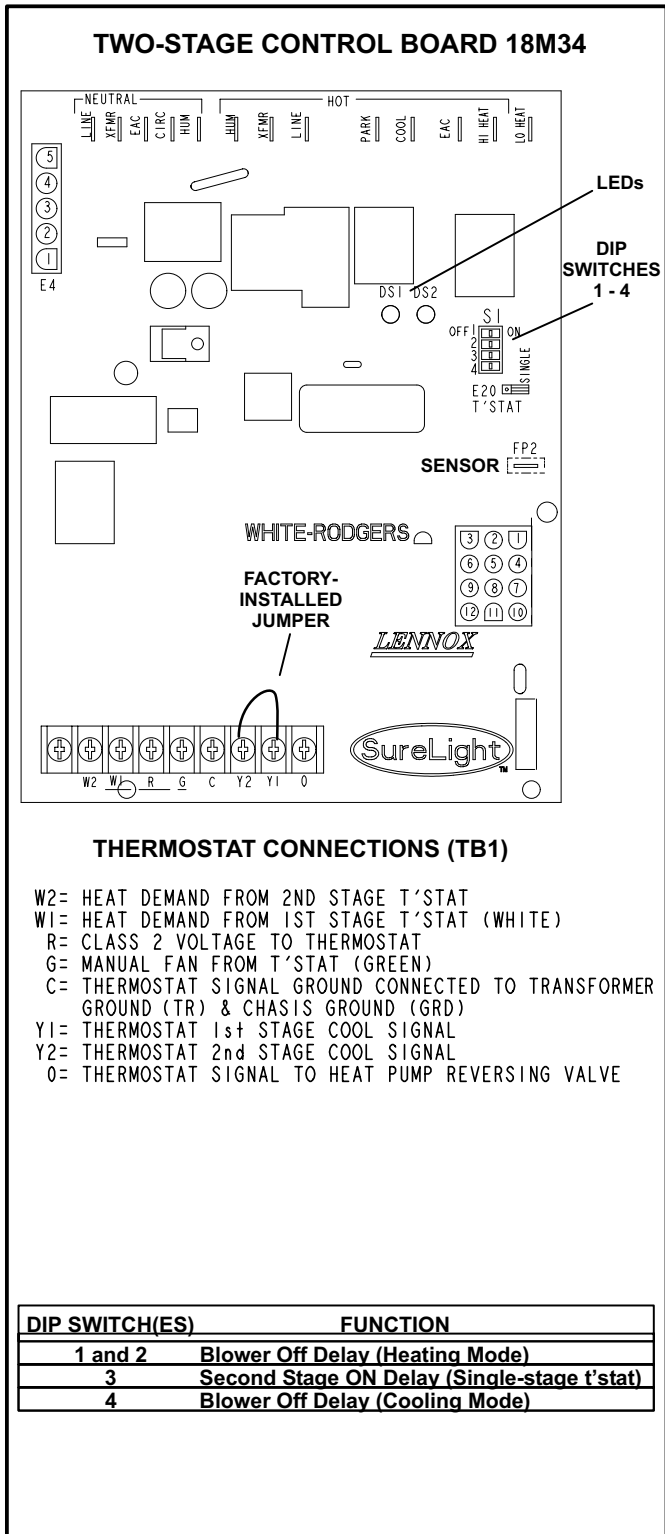 TWO-STAGE CONTROL BOARD 18M34
NEUTRAL
HOT
LINE
XFMR
EAC
CIRC
HUM
HUM
XFMR
LINE
PARK
COOL
EAC
HI HEAT
LO HEAT
5
4
3
2
1
E4
LEDs
DIP
SWITCHES
1 - 4
DS1 DS2
S1
OFF 1 ON
2
3
4
SINGLE
E20
T'STAT
FP2
SENSOR
WHITE-RODGERS
3 2 1
6 5 4
9 8 7
12 11 10
FACTORY-
INSTALLED
JUMPER
LENNOX
SureLight
TM
W2 W1 R G C Y2 Y1 O
THERMOSTAT CONNECTIONS (TB1)
W2= HEAT DEMAND FROM 2ND STAGE T'STAT
W1= HEAT DEMAND FROM 1ST STAGE T'STAT (WHITE)
R= CLASS 2 VOLTAGE TO THERMOSTAT
G= MANUAL FAN FROM T'STAT (GREEN)
C= THERMOSTAT SIGNAL GROUND CONNECTED TO TRANSFORMER
GROUND (TR) & CHASIS GROUND (GRD)
Y1= THERMOSTAT 1st STAGE COOL SIGNAL
Y2= THERMOSTAT 2nd STAGE COOL SIGNAL
O= THERMOSTAT SIGNAL TO HEAT PUMP REVERSING VALVE
DIP SWITCH(ES) FUNCTION
1 and 2 Blower Off Delay (Heating Mode)
3 Second Stage ON Delay (Single-stage t'stat)
4 Blower Off Delay (Cooling Mode)